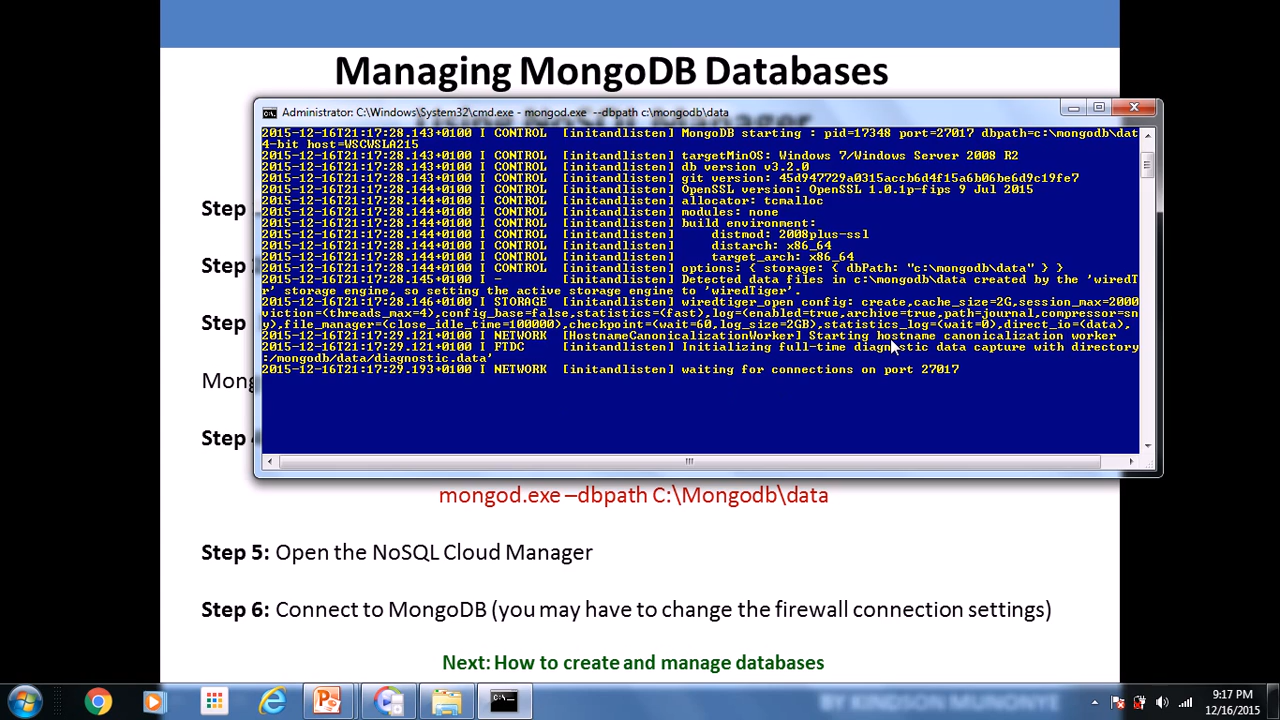 Managing MongoDB Databases
Administrator: C:\Windows\System32\cmd.exe - mongod.exe --dbpath c:\mongodb\data
2015-12-16T21:17:28.143+0100 I CONTROL [initandlisten] MongoDB starting : pid=17348 port=27017 dbpath=c:\mongodb\dat
4-bit host=WSCWSLA215
2015-12-16T21:17:28.143+0100 I CONTROL [initandlisten] targetMinOS: Windows 7/Windows Server 2008 R2
2015-12-16T21:17:28.143+0100 I CONTROL [initandlisten] db version v3.2.0
2015-12-16T21:17:28.143+0100 I CONTROL [initandlisten] git version: 45d947729a0315accb6d4f15a6b06be6d9c19fe7
2015-12-16T21:17:28.144+0100 I CONTROL [initandlisten] OpenSSL version: OpenSSL 1.0.1p-fips 9 Jul 2015
2015-12-16T21:17:28.144+0100 I CONTROL [initandlisten] allocator: tcmalloc
2015-12-16T21:17:28.144+0100 I CONTROL [initandlisten] modules: none
2015-12-16T21:17:28.144+0100 I CONTROL [initandlisten] build environment:
2015-12-16T21:17:28.144+0100 I CONTROL [initandlisten] distmod: 2008plus-ssl
2015-12-16T21:17:28.144+0100 I CONTROL [initandlisten] distarch: x86_64
2015-12-16T21:17:28.144+0100 I CONTROL [initandlisten] target_arch: x86_64
2015-12-16T21:17:28.144+0100 I CONTROL [initandlisten] options: { storage: { dbPath: "c:\mongodb\data" } }
2015-12-16T21:17:28.145+0100 I - [initandlisten] Detected data files in c:\mongodb\data created by the 'wiredT
r' storage engine, so setting the active storage engine to 'wiredTiger'.
2015-12-16T21:17:28.146+0100 I STORAGE [initandlisten] wiredtiger_open config: create,cache_size=2G,session_max=2000
viction=(threads_max=4),config_base=false,statistics=(fast),log=(enabled=true,archive=true,path=journal,compressor=sn
y),file_manager=(close_idle_time=100000),checkpoint=(wait=60,log_size=2GB),statistics_log=(wait=0),direct_io=(data),
2015-12-16T21:17:29.121+0100 I NETWORK [HostnameCanonicalizationWorker] Starting hostname canonicalization worker
2015-12-16T21:17:29.121+0100 I FTDC [initandlisten] Initializing full-time diagnostic data capture with directory
:/mongodb/data/diagnostic.data'
2015-12-16T21:17:29.193+0100 I NETWORK [initandlisten] waiting for connections on port 27017
Step
Step
Step
Mong
Step
mongod.exe –dbpath C:\Mongodb\data
Step 5: Open the NoSQL Cloud Manager
Step 6: Connect to MongoDB (you may have to change the firewall connection settings)
Next: How to create and manage databases
9:17 PM
12/16/2015